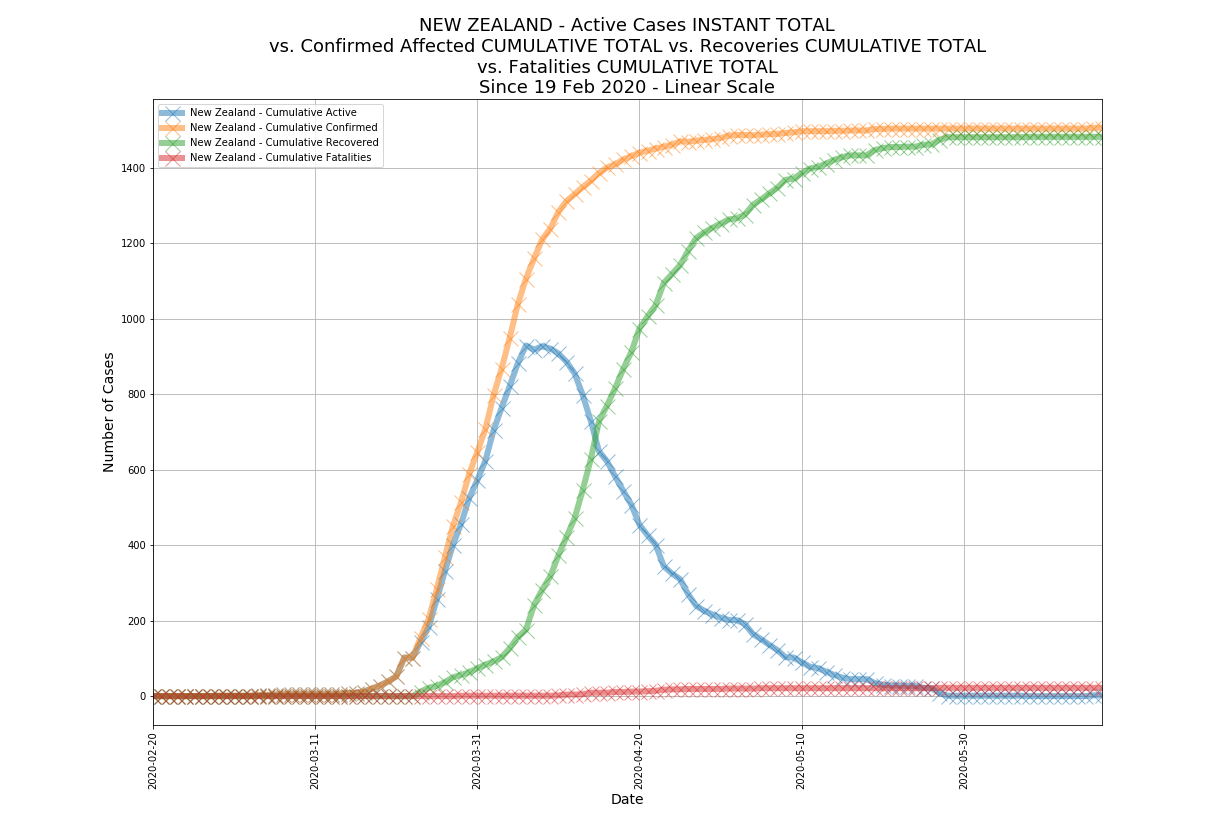 NEW ZEALAND - Active Cases INSTANT TOTAL
vs. Confirmed Affected CUMULATIVE TOTAL vs. Recoveries CUMULATIVE TOTAL
vs. Fatalities CUMULATIVE TOTAL
Since 19 Feb 2020 - Linear Scale
New Zealand - Cumulative Active
New Zealand - Cumulative Confirmed
New Zealand - Cumulative Recovered
New Zealand - Cumulative Fatalities
Number of Cases
1400
1200
1000
800
600
400
200
0
2020-02-20
2020-03-11
2020-03-31
2020-04-20
2020-05-10
2020-05-30
Date